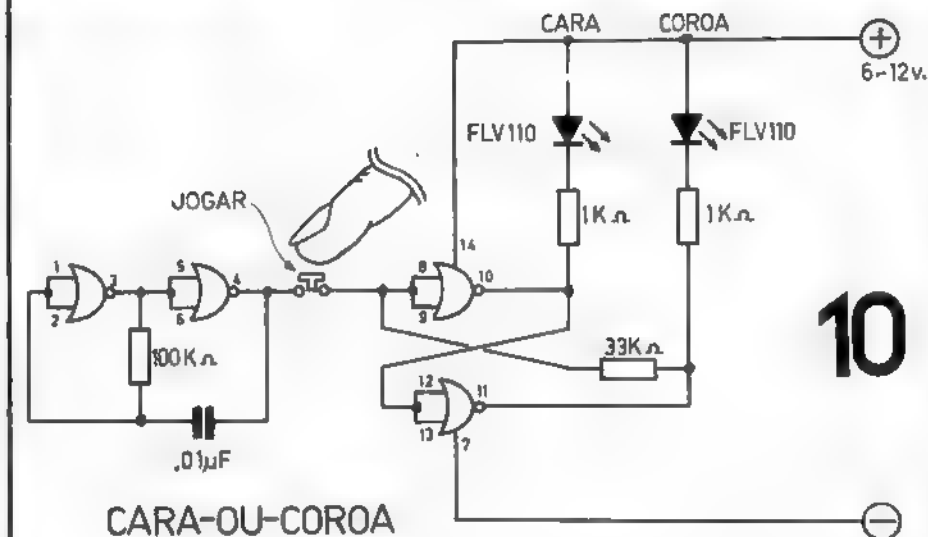 CARA COROA
+
6-12v.
FLV110 FLV110
JOGAR
1KΩ 1KΩ
14
1 3 5 4 8 10
2 6 9
10
100KΩ
33KΩ
12 11
13 7
.01µF
CARA-OU-COROA
−